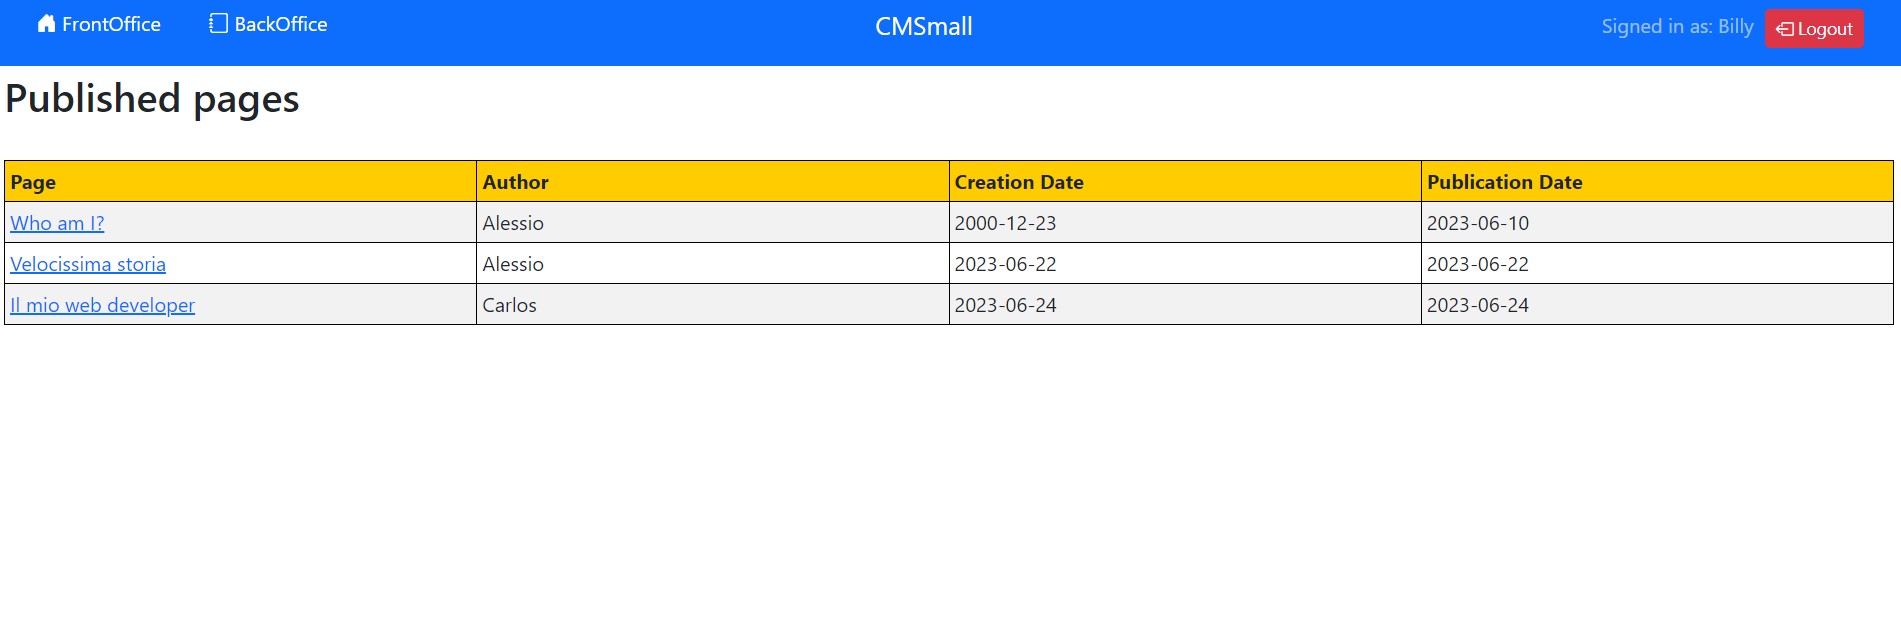 FrontOffice BackOffice CMSmall Signed in as: Billy Logout
Published pages
Page Author Creation Date Publication Date
Who am I? Alessio 2000-12-23 2023-06-10
Velocissima storia Alessio 2023-06-22 2023-06-22
Il mio web developer Carlos 2023-06-24 2023-06-24